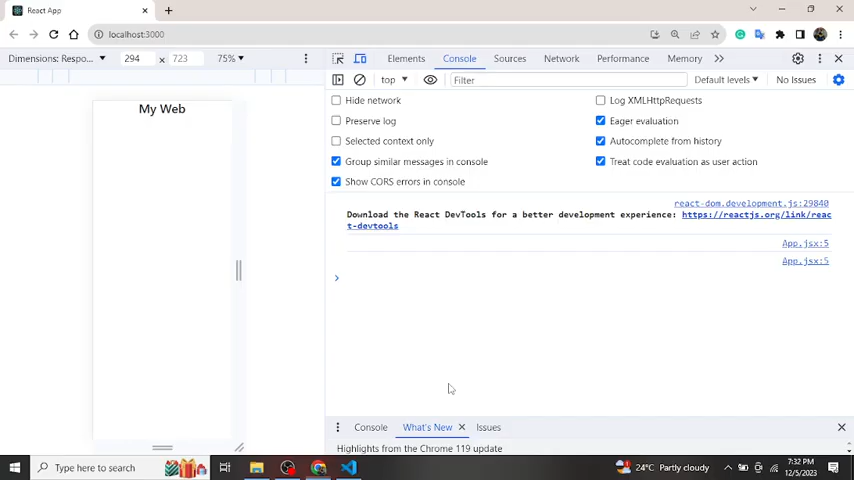 React App
localhost:3000
Dimensions: Respo... 294 x 723 75%
Elements Console Sources Network Performance Memory
top Filter Default levels No Issues
Hide network
Log XMLHttpRequests
Preserve log
Eager evaluation
Selected context only
Autocomplete from history
Group similar messages in console
Treat code evaluation as user action
Show CORS errors in console
My Web
react-dom.development.js:29840
Download the React DevTools for a better development experience: https://reactjs.org/link/reac
t-devtools
App.jsx:5
App.jsx:5
Console What's New Issues
Highlights from the Chrome 119 update
Type here to search
24°C Partly cloudy
7:32 PM
12/5/2023